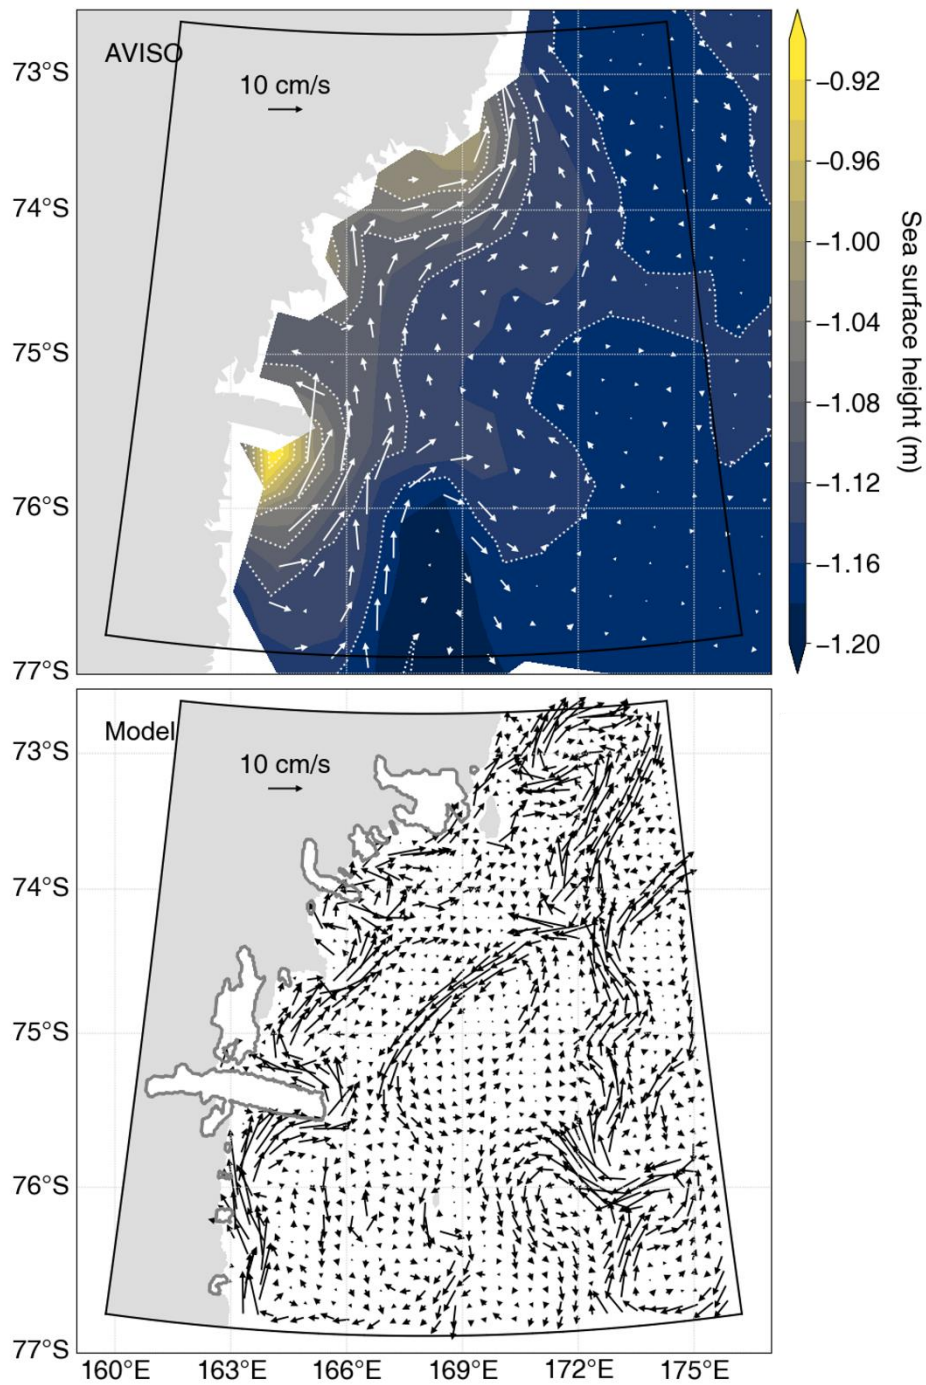 AVISO
10 cm/s
73°S
74°S
75°S
76°S
77°S
−0.92
−0.96
−1.00
−1.04
−1.08
−1.12
−1.16
−1.20
Sea surface height (m)
Model
10 cm/s
73°S
74°S
75°S
76°S
77°S
160°E 163°E 166°E 169°E 172°E 175°E